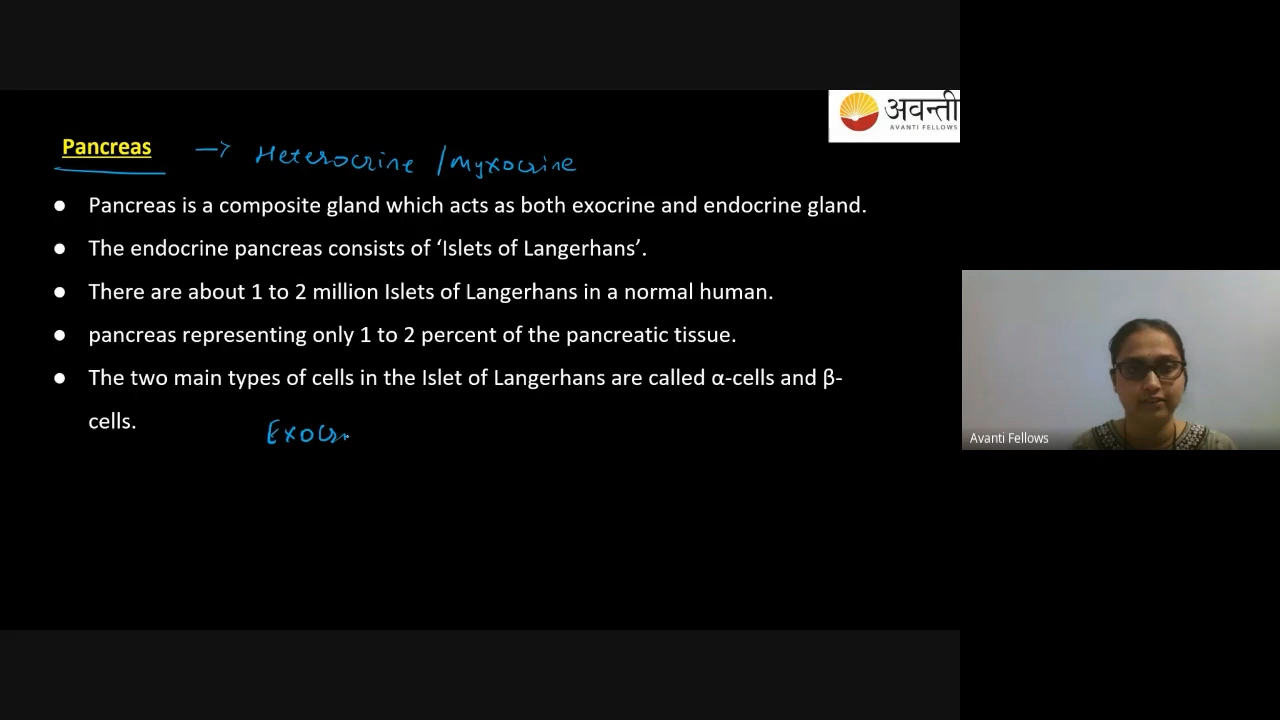 अवन्ती
AVANTI FELLOWS
Pancreas → Heterocrine / Myxocrine
● Pancreas is a composite gland which acts as both exocrine and endocrine gland.
● The endocrine pancreas consists of ‘Islets of Langerhans’.
● There are about 1 to 2 million Islets of Langerhans in a normal human.
● pancreas representing only 1 to 2 percent of the pancreatic tissue.
● The two main types of cells in the Islet of Langerhans are called α-cells and β-
cells.
Exocr
Avanti Fellows